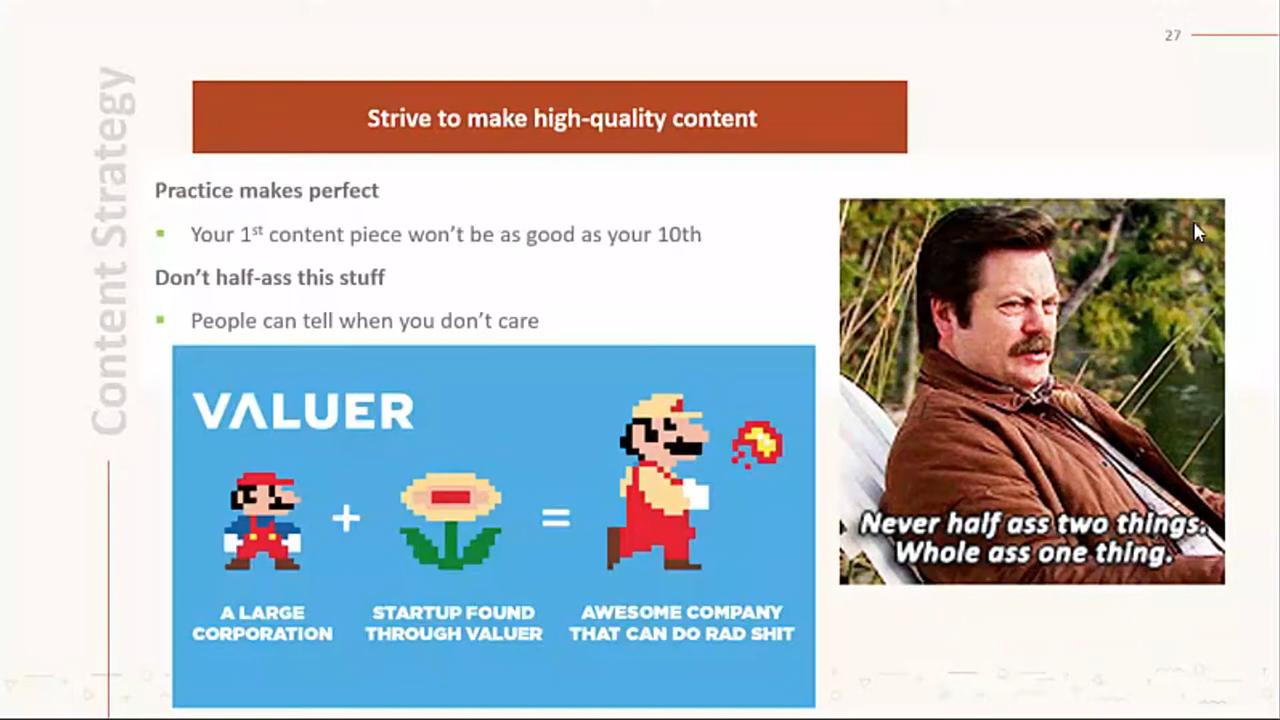 27
Content Strategy
Strive to make high-quality content
Practice makes perfect
Your 1st content piece won't be as good as your 10th
Don't half-ass this stuff
People can tell when you don't care
VALUER
+
=
A LARGE
CORPORATION
STARTUP FOUND
THROUGH VALUER
AWESOME COMPANY
THAT CAN DO RAD SHIT
Never half ass two things.
Whole ass one thing.